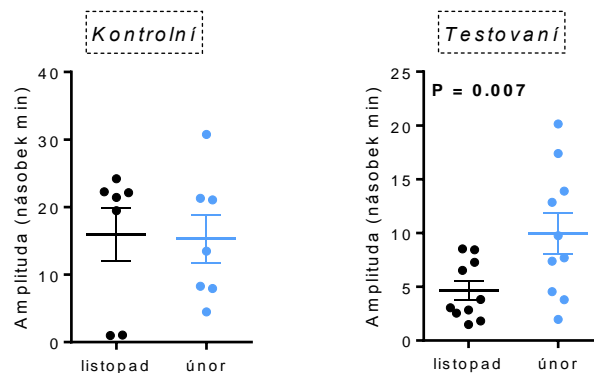 Kontrolní
Amplituda (násobek min)
40
30
20
10
0
listopad
únor
Testovaní
P = 0.007
Amplituda (násobek min)
25
20
15
10
5
0
listopad
únor